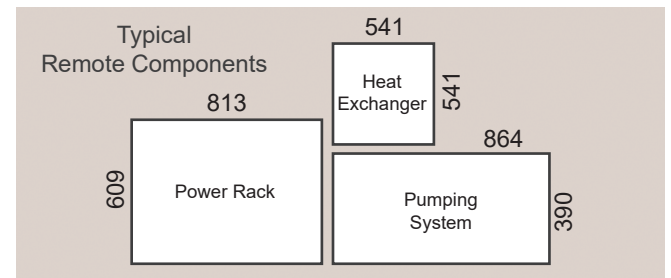 Typical
Remote Components
541
Heat
Exchanger
541
813
864
609
Power Rack
Pumping
System
390